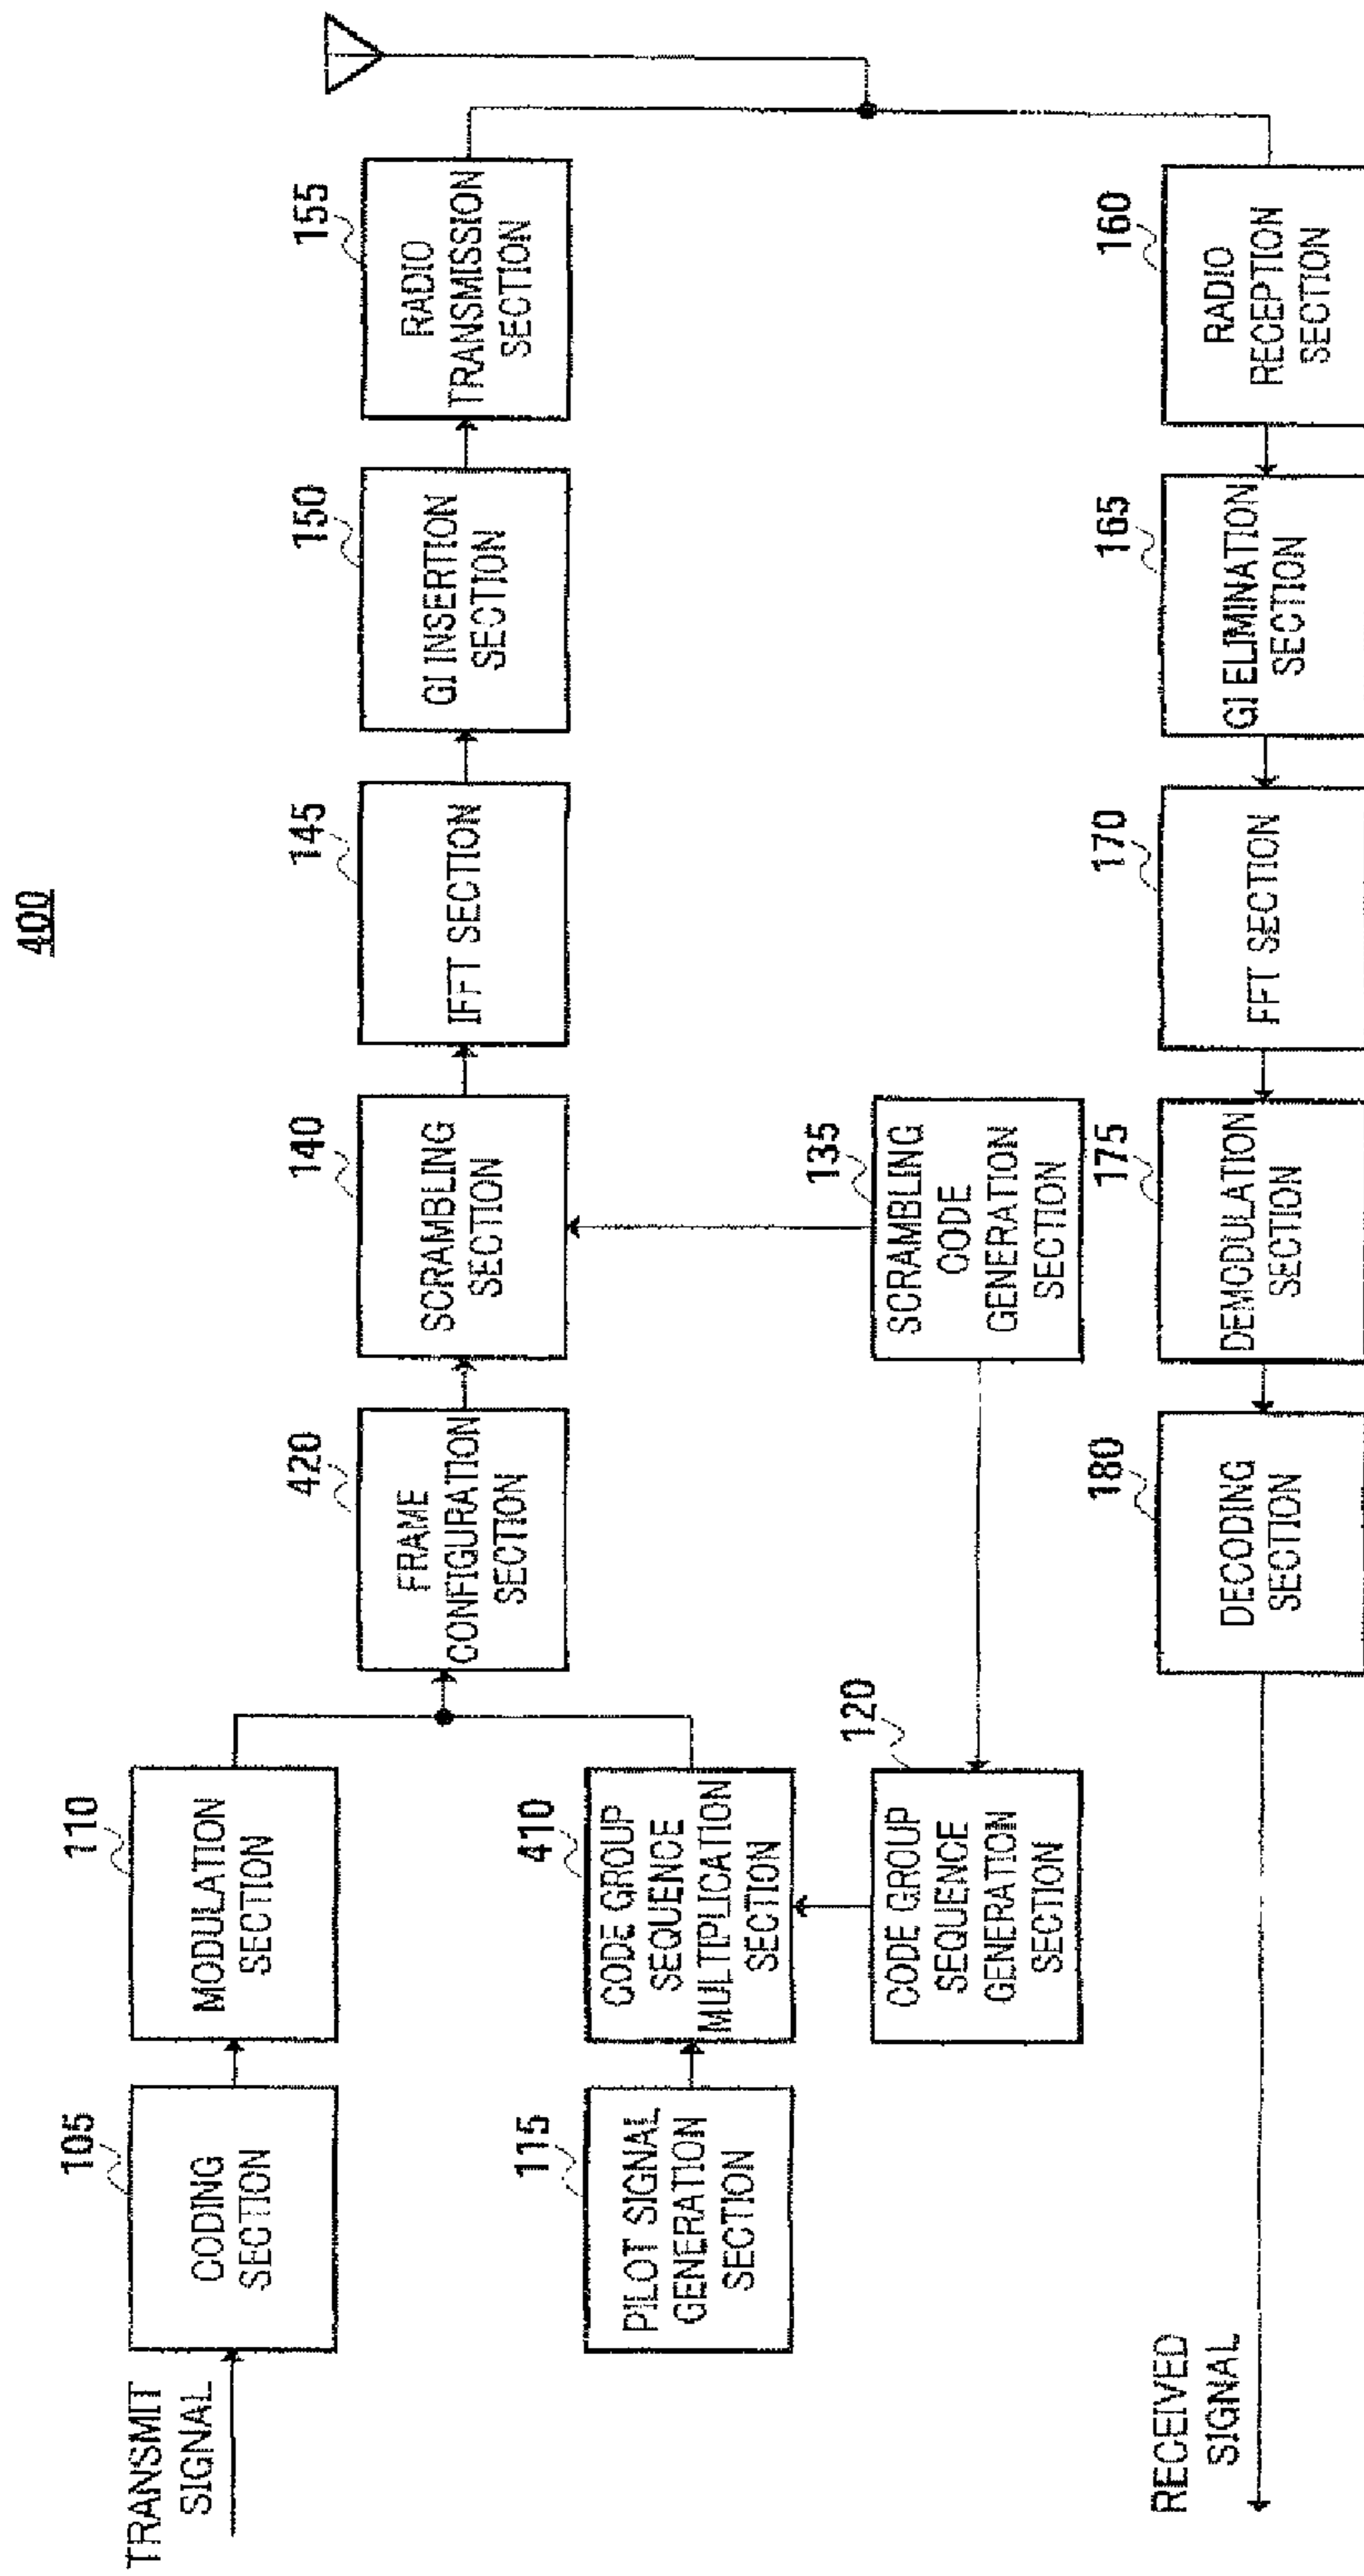 400
TRANSMIT
SIGNAL
105
CODING
SECTION
110
MODULATION
SECTION
115
PILOT SIGNAL
GENERATION
SECTION
410
CODE GROUP
SEQUENCE
MULTIPLICATION
SECTION
120
CODE GROUP
SEQUENCE
GENERATION
SECTION
420
FRAME
CONFIGURATION
SECTION
140
SCRAMBLING
SECTION
135
SCRAMBLING
CODE
GENERATION
SECTION
145
IFFT SECTION
150
GI INSERTION
SECTION
155
RADIO
TRANSMISSION
SECTION
160
RADIO
RECEPTION
SECTION
165
GI ELIMINATION
SECTION
170
FFT SECTION
175
DEMODULATION
SECTION
180
DECODING
SECTION
RECEIVED
SIGNAL